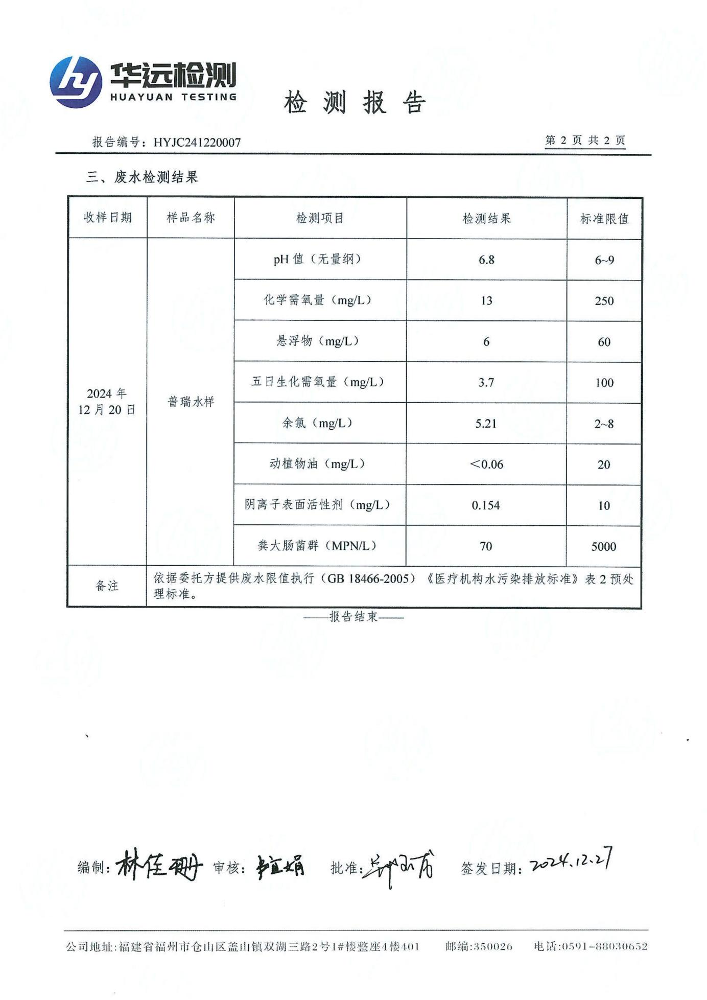 hy 华远检测
HUAYUAN TESTING
检测报告
报告编号：HYJC241220007
第 2 页 共 2 页
三、废水检测结果
收样日期 样品名称 检测项目 检测结果 标准限值
pH 值（无量纲） 6.8 6~9
化学需氧量（mg/L） 13 250
悬浮物（mg/L） 6 60
五日生化需氧量（mg/L） 3.7 100
2024 年
12 月 20 日
普瑞水样
余氯（mg/L） 5.21 2~8
动植物油（mg/L） ＜0.06 20
阴离子表面活性剂（mg/L） 0.154 10
粪大肠菌群（MPN/L） 70 5000
备注
依据委托方提供废水限值执行（GB 18466-2005）《医疗机构水污染排放标准》表 2 预处
理标准。
——报告结束——
编制：林佳珊 审核： 批准： 签发日期：2024.12.27
公司地址:福建省福州市仓山区盖山镇双湖三路2号1#楼整座4楼401 邮编:350026 电话:0591-88030652